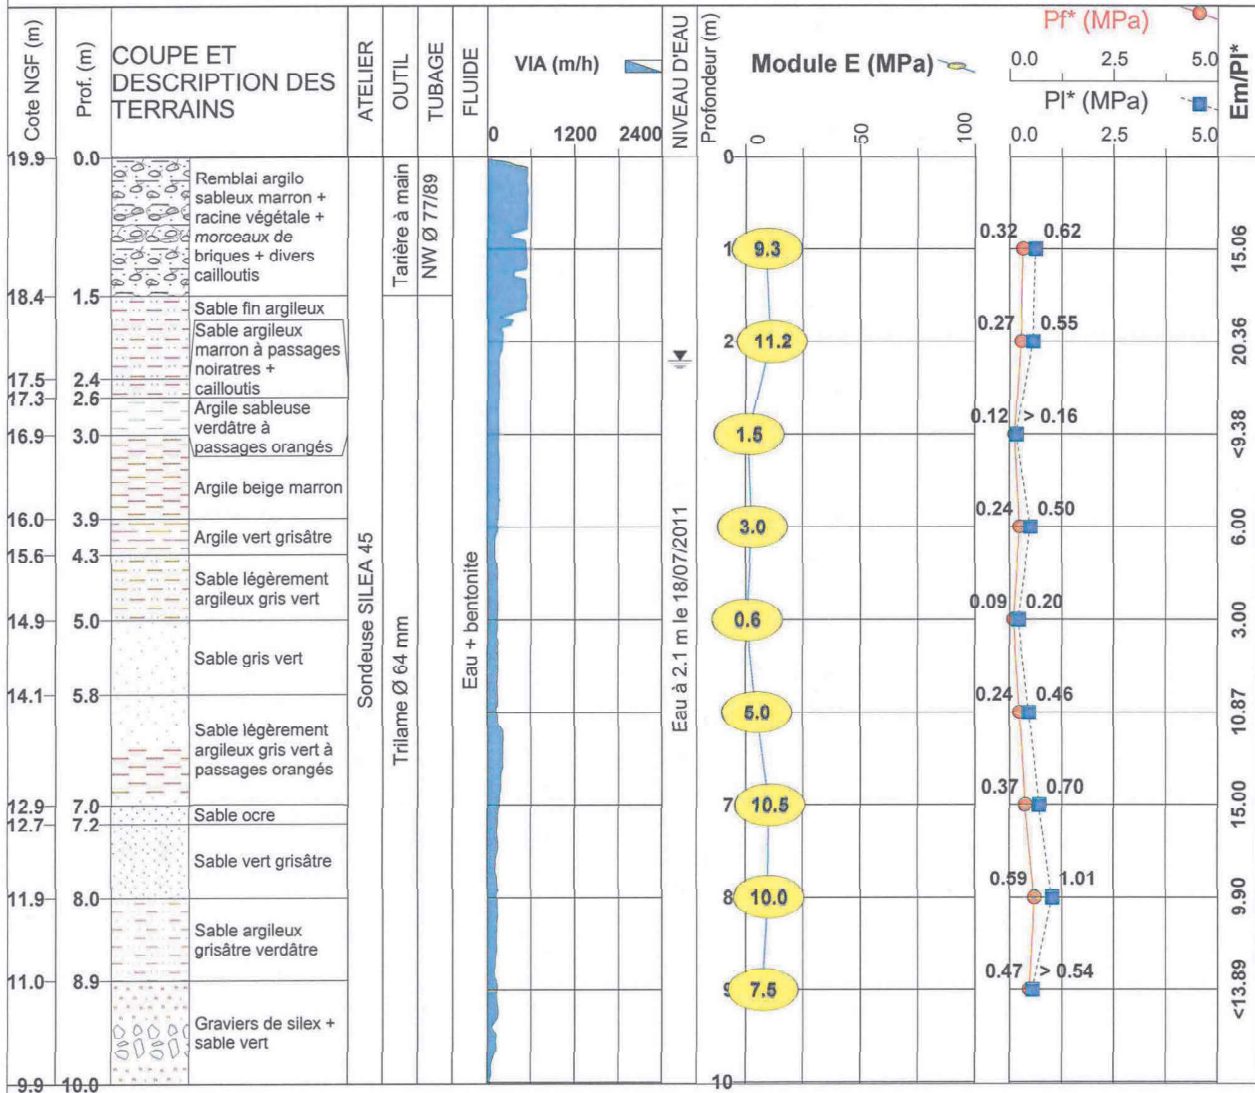 Cote NGF (m)
Prof. (m)
COUPE ET
DESCRIPTION DES
TERRAINS
ATELIER
OUTIL
TUBAGE
FLUIDE
VIA (m/h)
0 1200 2400
NIVEAU D'EAU
Profondeur (m)
Module E (MPa)
0 50 100
Pf* (MPa)
0.0 5.0
Pl* (MPa)
0.0 2.5 5.0
Em/Pl*
19.9 0.0
Remblai argilo
sableux marron +
racine végétale +
morceaux de
briques + divers
cailloutis
18.4 1.5
Sable fin argileux
Sable argileux
marron à passages
noiratres +
cailloutis
17.5 2.4
17.3 2.6
Argile sableuse
verdâtre à
passages orangés
16.9 3.0
Argile beige marron
16.0 3.9
Argile vert grisâtre
15.6 4.3
Sable légèrement
argileux gris vert
14.9 5.0
Sable gris vert
14.1 5.8
Sable légèrement
argileux gris vert à
passages orangés
12.9 7.0
Sable ocre
12.7 7.2
Sable vert grisâtre
11.9 8.0
Sable argileux
grisâtre verdâtre
11.0 8.9
Graviers de silex +
sable vert
9.9 10.0
Sondeuse SILEA 45
Tarière à main
Trilame Ø 64 mm
NW Ø 77/89
Eau + bentonite
Eau à 2.1 m le 18/07/2011
0
1 9.3 0.32 0.62 15.06
2 11.2 0.27 0.55 20.36
1.5 0.12 > 0.16 <9.38
3.0 0.24 0.50 6.00
0.6 0.09 0.20 3.00
5.0 0.24 0.46 10.87
7 10.5 0.37 0.70 15.00
8 10.0 0.59 1.01 9.90
9 7.5 0.47 > 0.54 <13.89
10